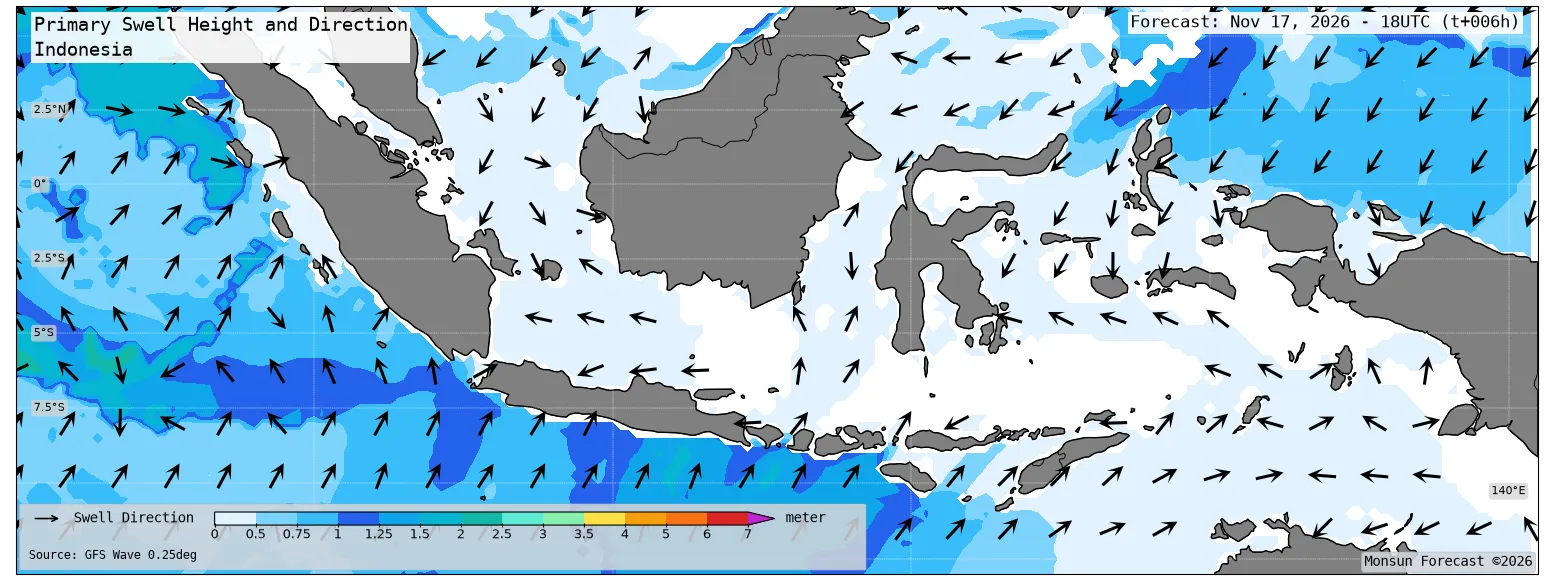 Primary Swell Height and Direction
Indonesia
Forecast: Nov 17, 2026 - 18UTC (t+006h)
2.5°N
0°
2.5°S
5°S
7.5°S
140°E
Swell Direction
0 0.5 0.75 1 1.25 1.5 2 2.5 3 3.5 4 5 6 7 meter
Source: GFS Wave 0.25deg
Monsun Forecast ©2026